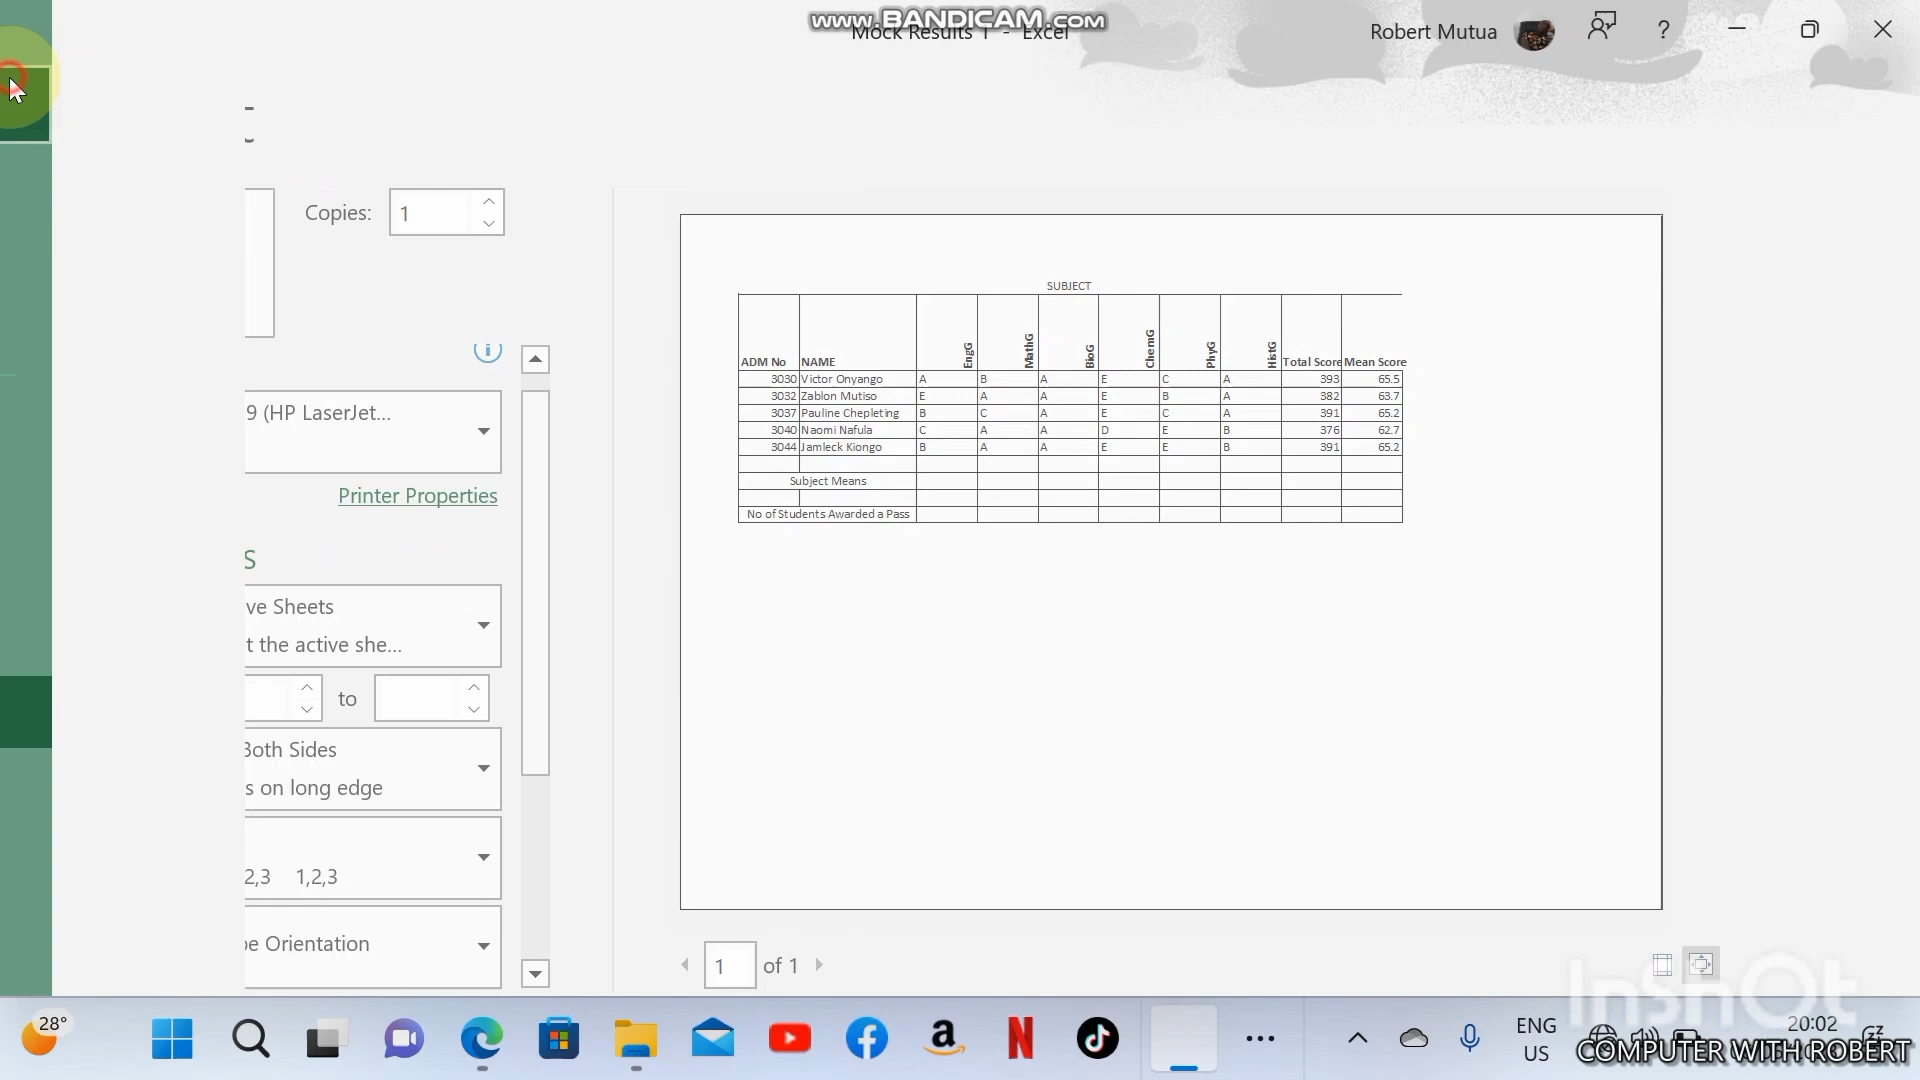 www.BANDICAM.com
Mock Results 1 - Excel
Robert Mutua
?
Copies: 1
9 (HP LaserJet...
Printer Properties
S
ve Sheets
t the active she...
to
Both Sides
s on long edge
2,3 1,2,3
pe Orientation
SUBJECT
ADM No NAME EngG MathG BioG ChemG PhyG HistG Total Score Mean Score
3030 Victor Onyango A B A E C A 393 65.5
3032 Zablon Mutiso E A A E B A 382 63.7
3037 Pauline Chepleting B C A E C A 391 65.2
3040 Naomi Nafula C A A D E B 376 62.7
3044 Jamleck Kiongo B A A E E B 391 65.2
Subject Means
No of Students Awarded a Pass
1 of 1
InShOt
28°
ENG
US
20:02
COMPUTER WITH ROBERT